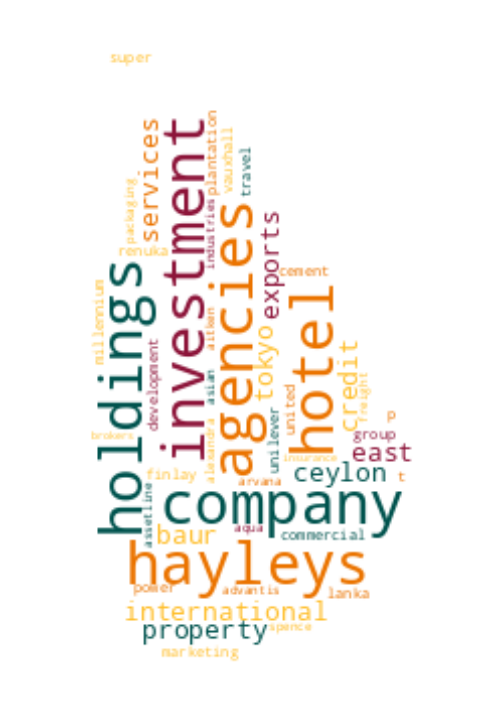 super
services
investment
plantation
vauxhall
travel
packaging
industries
agencies
exports
renuka
cement
holdings
millennium
hotel
development
aitken
tokyo
credit
asian
freight
united
unilever
p
group
brokers
alexandra
east
insurance
ceylon
finlay
t
arvana
assetline
company
aqua
baur
commercial
hayleys
power
advantis
lanka
international
property
spence
marketing